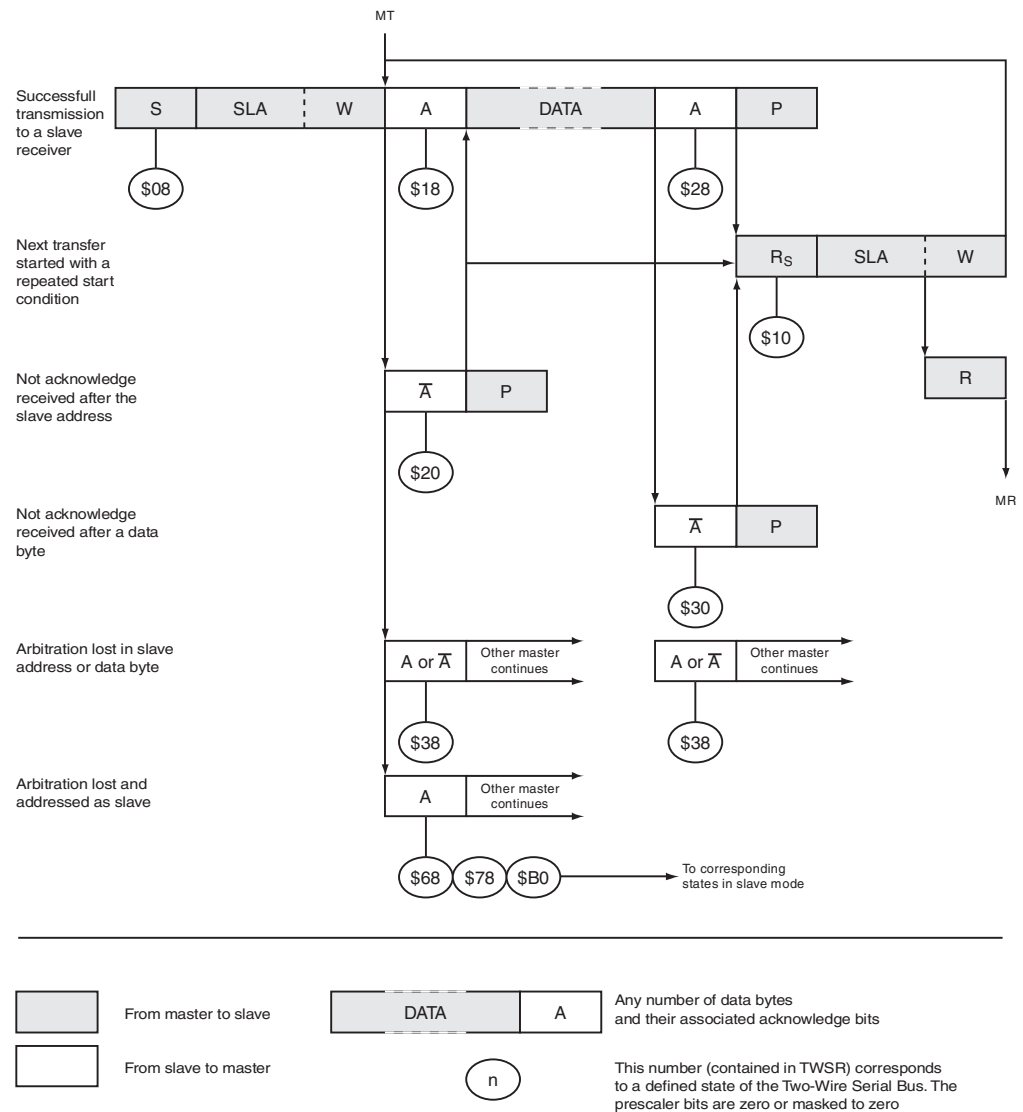 MT
Successfull
transmission
to a slave
receiver
S SLA W A DATA A P
$08 $18 $28
Next transfer
started with a
repeated start
condition
RS SLA W
$10
Not acknowledge
received after the
slave address
A P
R
$20
MR
Not acknowledge
received after a data
byte
A P
$30
Arbitration lost in slave
address or data byte
A or A Other master
continues
A or A Other master
continues
$38 $38
Arbitration lost and
addressed as slave
A Other master
continues
$68 $78 $B0
To corresponding
states in slave mode
From master to slave
DATA A
Any number of data bytes
and their associated acknowledge bits
From slave to master
n
This number (contained in TWSR) corresponds
to a defined state of the Two-Wire Serial Bus. The
prescaler bits are zero or masked to zero